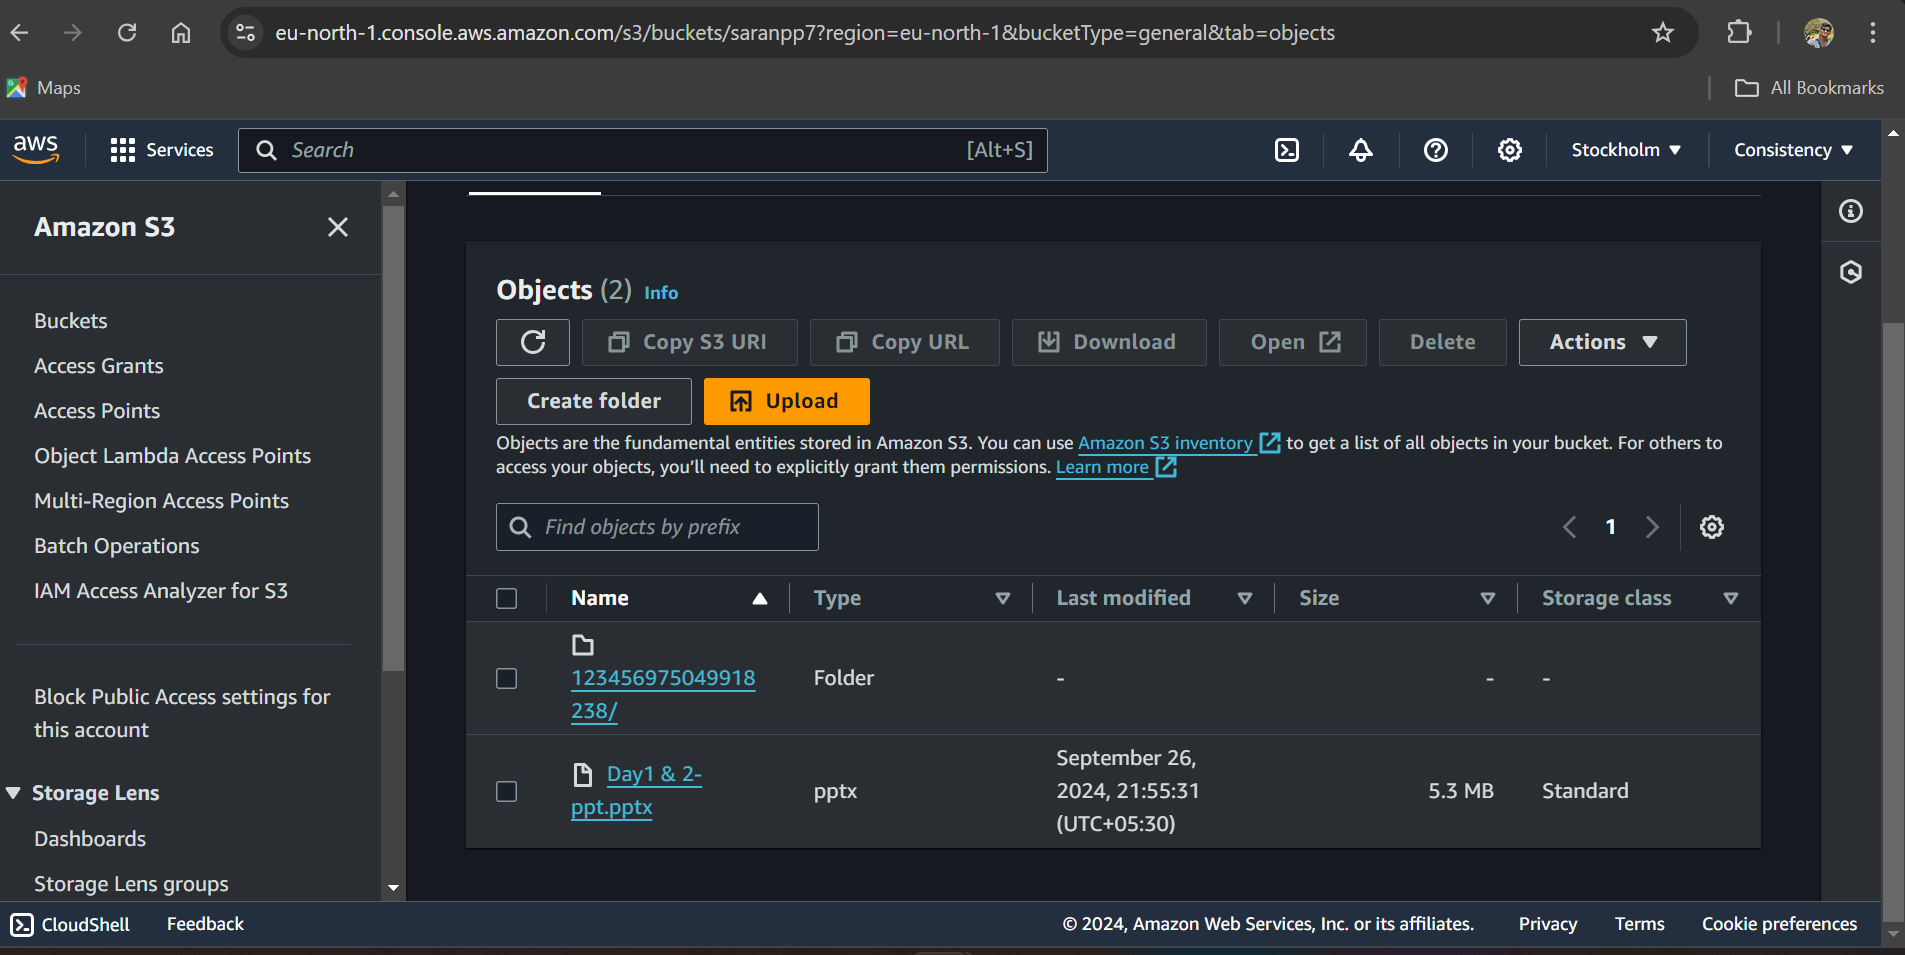 eu-north-1.console.aws.amazon.com/s3/buckets/saranpp7?region=eu-north-1&bucketType=general&tab=objects
Maps
All Bookmarks
aws
Services
Search
[Alt+S]
Stockholm
Consistency
Amazon S3
Buckets
Access Grants
Access Points
Object Lambda Access Points
Multi-Region Access Points
Batch Operations
IAM Access Analyzer for S3
Block Public Access settings for
this account
Storage Lens
Dashboards
Storage Lens groups
Objects (2) Info
Copy S3 URI
Copy URL
Download
Open
Delete
Actions
Create folder
Upload
Objects are the fundamental entities stored in Amazon S3. You can use Amazon S3 inventory to get a list of all objects in your bucket. For others to
access your objects, you’ll need to explicitly grant them permissions. Learn more
Find objects by prefix
1
Name
Type
Last modified
Size
Storage class
123456975049918
238/
Folder
-
-
-
Day1 & 2-
ppt.pptx
pptx
September 26,
2024, 21:55:31
(UTC+05:30)
5.3 MB
Standard
CloudShell
Feedback
© 2024, Amazon Web Services, Inc. or its affiliates.
Privacy
Terms
Cookie preferences